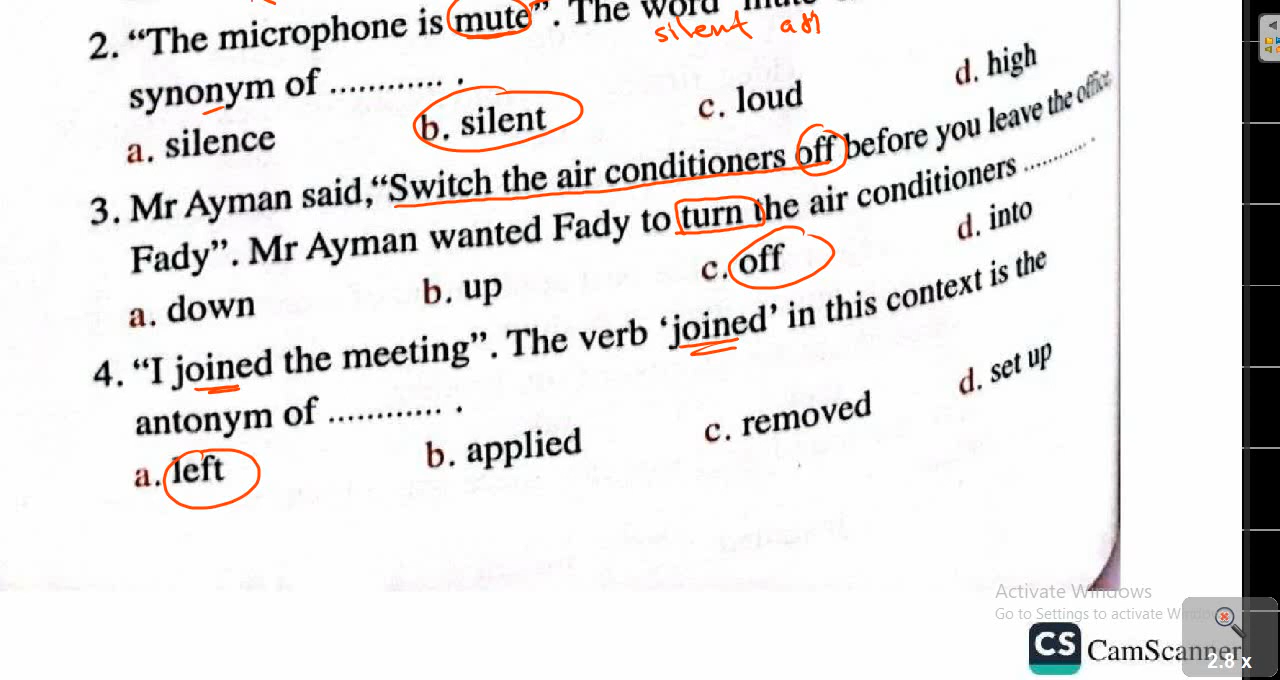 2. “The microphone is mute”. The word
silent adj
synonym of ............ .
a. silence b. silent c. loud d. high
3. Mr Ayman said,“Switch the air conditioners off before you leave the office
Fady”. Mr Ayman wanted Fady to turn the air conditioners ............ .
a. down b. up c. off d. into
4. “I joined the meeting”. The verb ‘joined’ in this context is the
antonym of ............ .
a. left b. applied c. removed d. set up
Activate Windows
Go to Settings to activate
CS CamScanner
2.8 x